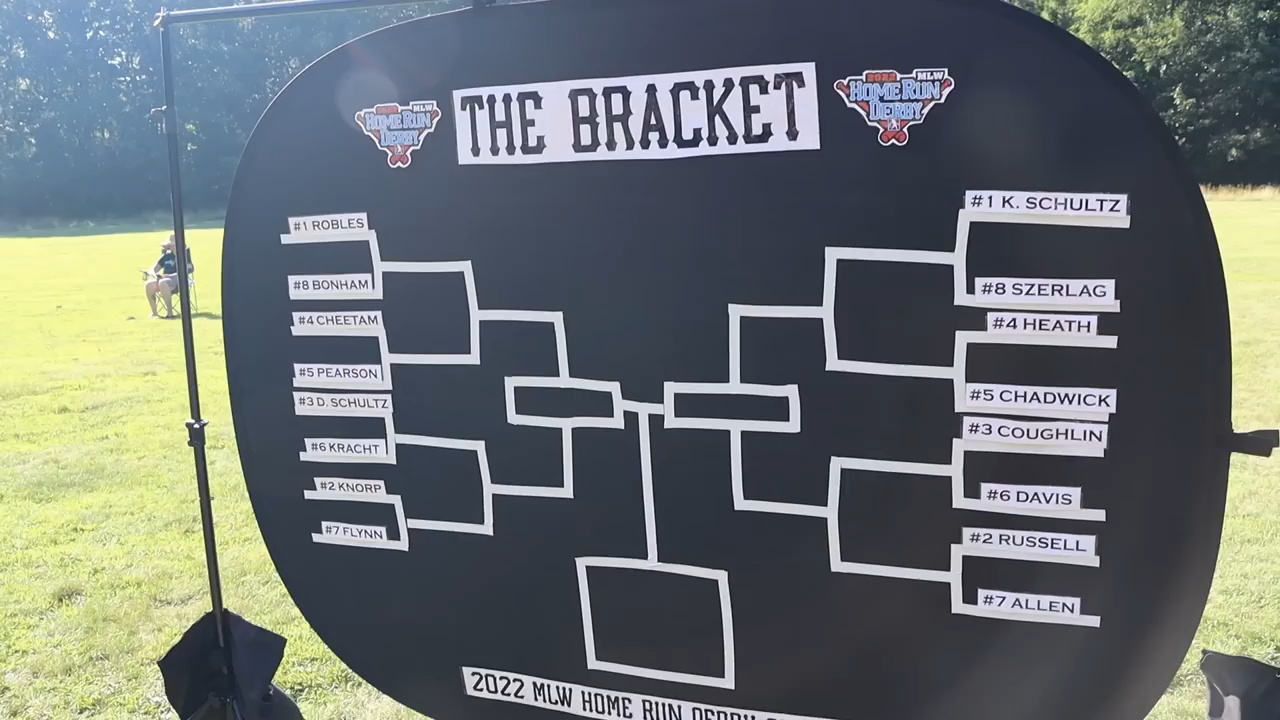 THE BRACKET
2022 MLW
HOME RUN
DERBY
2022 MLW
HOME RUN
DERBY
#1 ROBLES
#8 BONHAM
#4 CHEETAM
#5 PEARSON
#3 D. SCHULTZ
#6 KRACHT
#2 KNORP
#7 FLYNN
#1 K. SCHULTZ
#8 SZERLAG
#4 HEATH
#5 CHADWICK
#3 COUGHLIN
#6 DAVIS
#2 RUSSELL
#7 ALLEN
2022 MLW HOME RUN DERBY